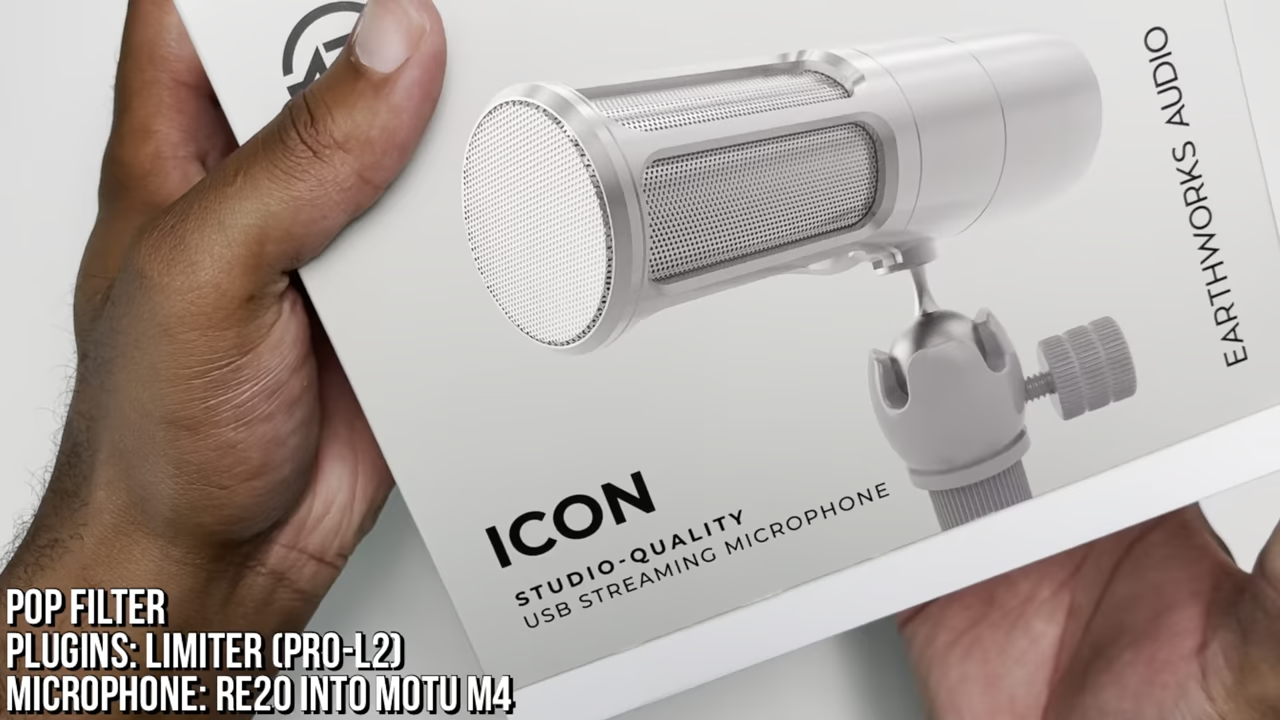 EARTHWORKS AUDIO
ICON
STUDIO-QUALITY
USB STREAMING MICROPHONE
POP FILTER
PLUGINS: LIMITER (PRO-L2)
MICROPHONE: RE20 INTO MOTU M4